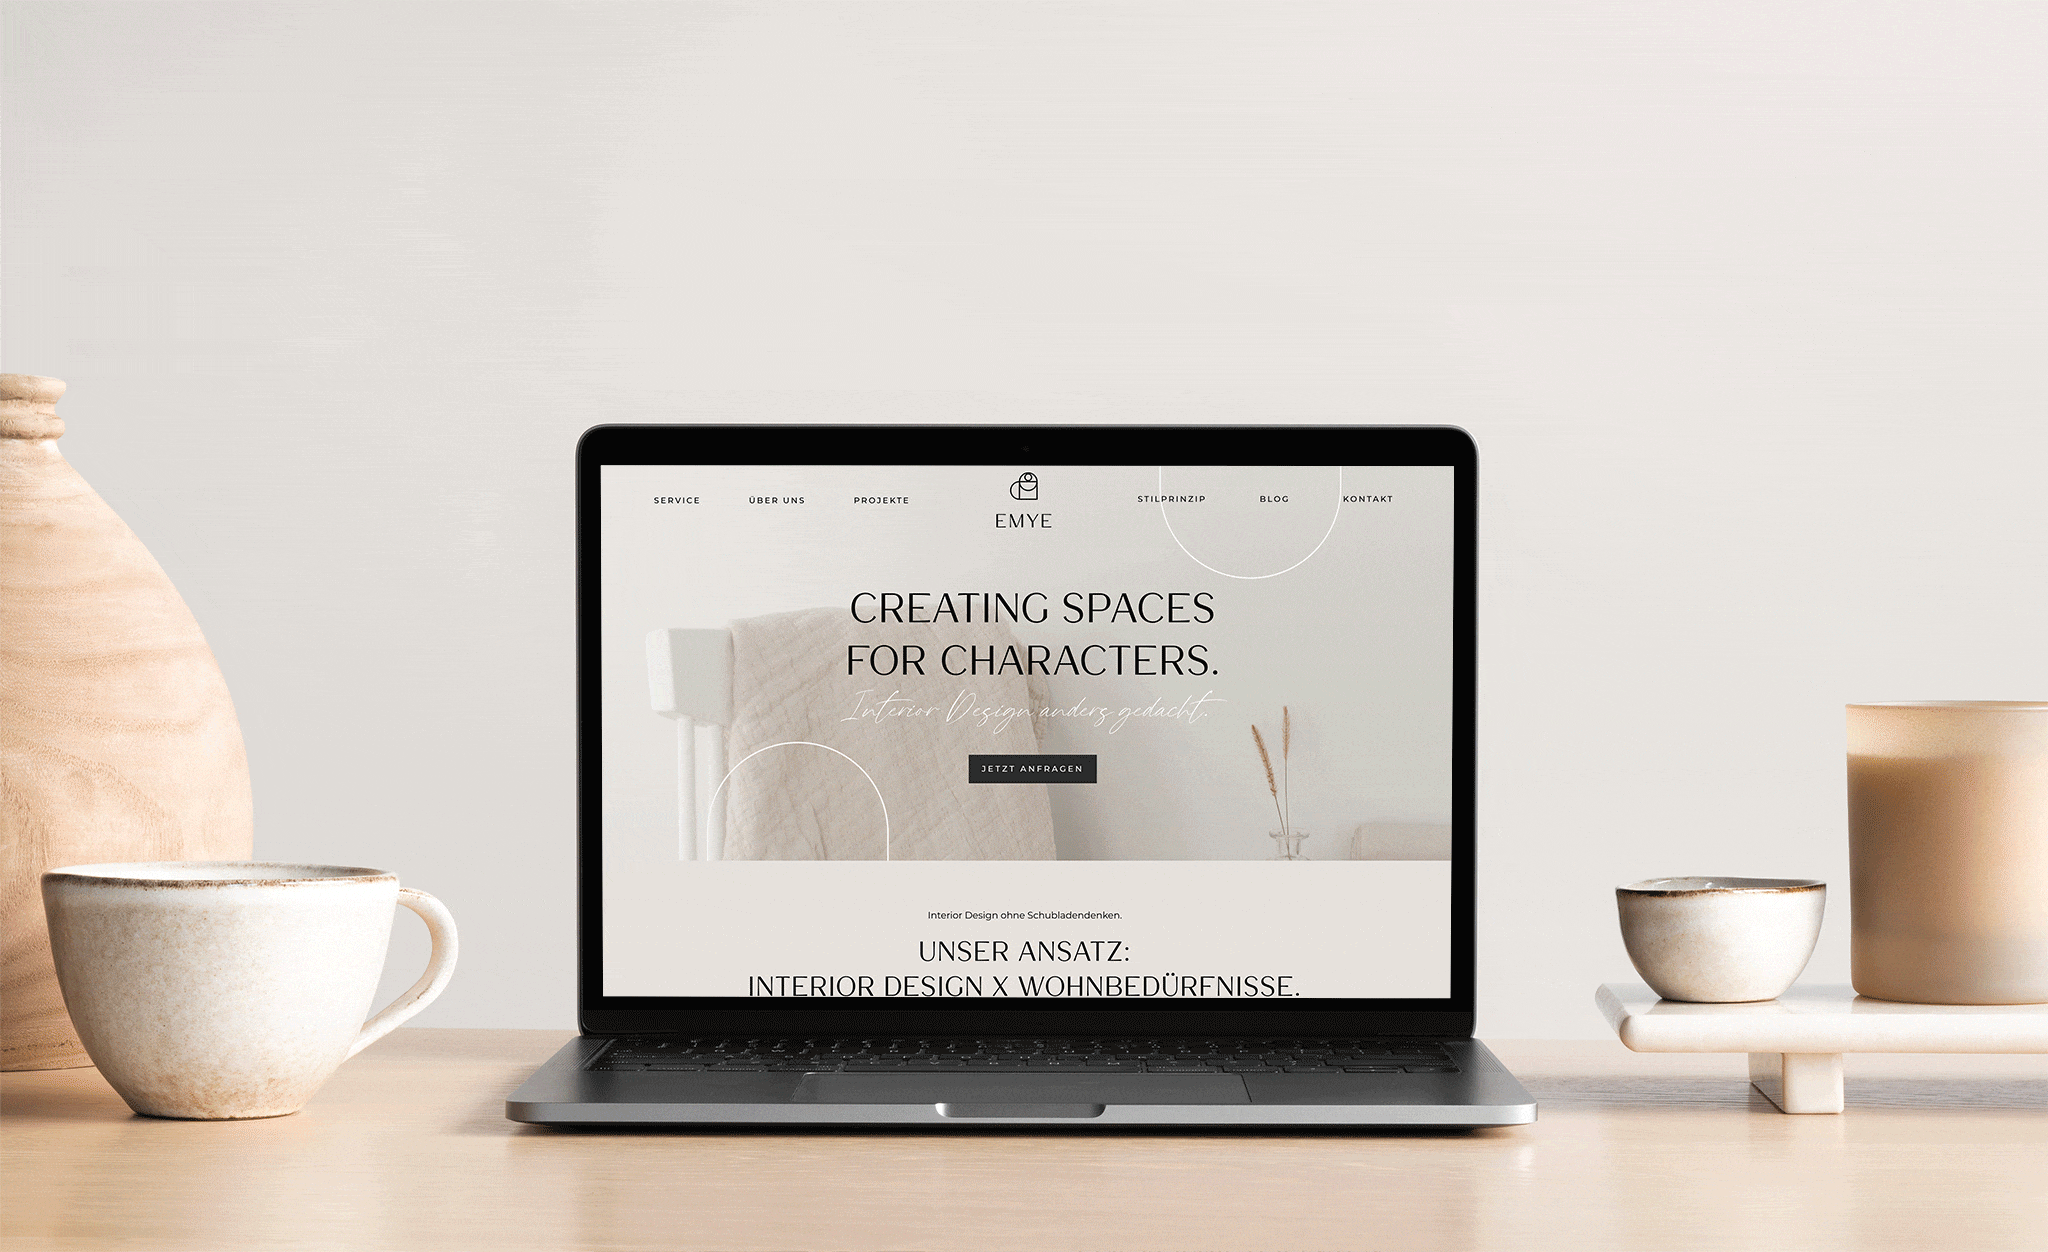 SERVICE ÜBER UNS PROJEKTE EMYE STILPRINZIP BLOG KONTAKT
CREATING SPACES
FOR CHARACTERS.
Interior Design anders gedacht.
JETZT ANFRAGEN
Interior Design ohne Schubladendenken.
UNSER ANSATZ:
INTERIOR DESIGN X WOHNBEDÜRFNISSE.